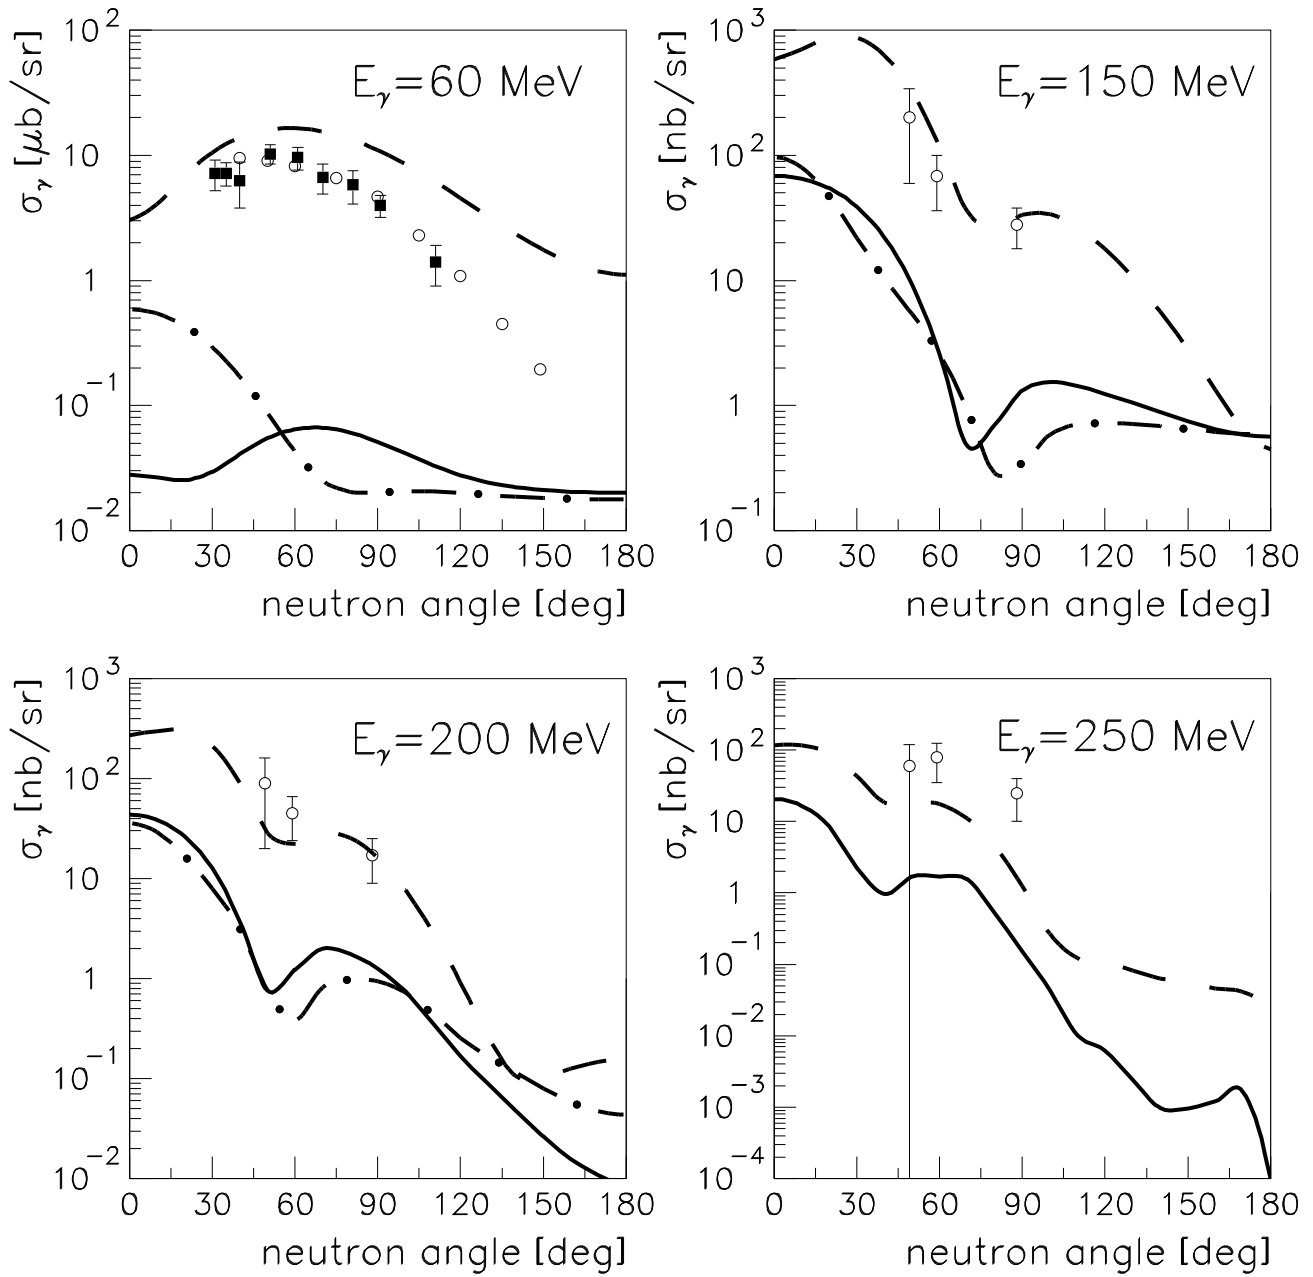 E_γ=60 MeV
σ_γ [μb/sr]
10^2
10
1
10^-1
10^-2
0 30 60 90 120 150 180
neutron angle [deg]
E_γ=150 MeV
σ_γ [nb/sr]
10^3
10^2
10
1
10^-1
0 30 60 90 120 150 180
neutron angle [deg]
E_γ=200 MeV
σ_γ [nb/sr]
10^3
10^2
10
1
10^-1
10^-2
0 30 60 90 120 150 180
neutron angle [deg]
E_γ=250 MeV
σ_γ [nb/sr]
10^3
10^2
10
1
10^-1
10^-2
10^-3
10^-4
0 30 60 90 120 150 180
neutron angle [deg]